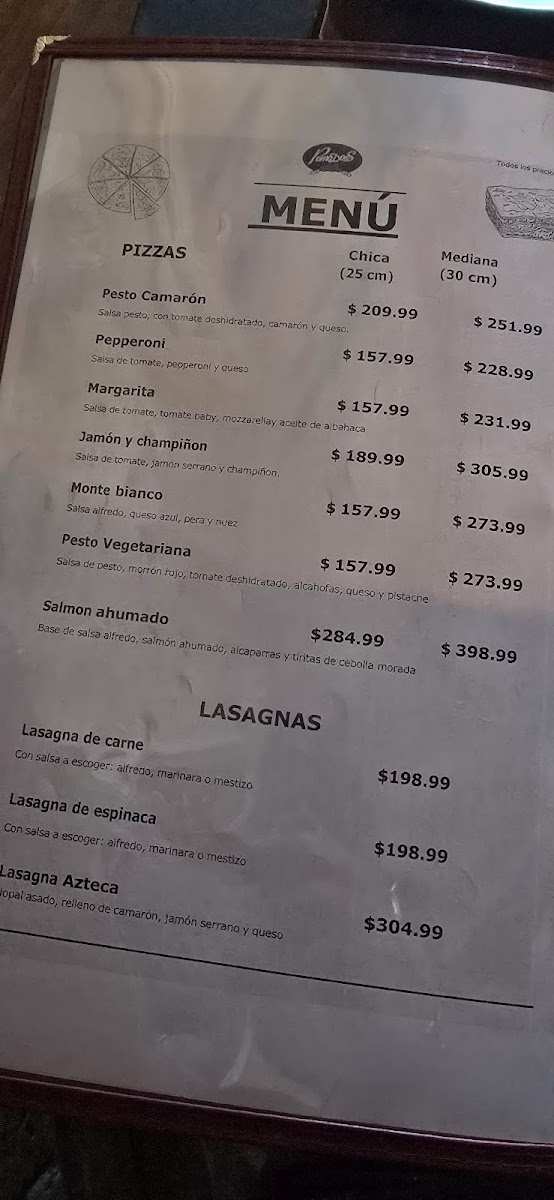 PomoDoris
Todos los precio
MENÚ
PIZZAS
Chica (25 cm)
Mediana (30 cm)
Pesto Camarón $ 209.99 $ 251.99
Salsa pesto, con tomate deshidratado, camarón y queso.
Pepperoni $ 157.99 $ 228.99
Salsa de tomate, pepperoni y queso
Margarita $ 157.99 $ 231.99
Salsa de tomate, tomate baby, mozzarellay aceite de albahaca
Jamón y champiñon $ 189.99 $ 305.99
Salsa de tomate, jamón serrano y champiñon.
Monte bianco $ 157.99 $ 273.99
Salsa alfredo, queso azul, pera y nuez
Pesto Vegetariana $ 157.99 $ 273.99
Salsa de pesto, morrón rojo, tomate deshidratado, alcahofas, queso y pistache
Salmon ahumado $284.99 $ 398.99
Base de salsa alfredo, salmón ahumado, alcaparras y tiritas de cebolla morada
LASAGNAS
Lasagna de carne $198.99
Con salsa a escoger: alfredo, marinara o mestizo
Lasagna de espinaca $198.99
Con salsa a escoger: alfredo, marinara o mestizo
Lasagna Azteca $304.99
lopal asado, relleno de camarón, jamón serrano y queso